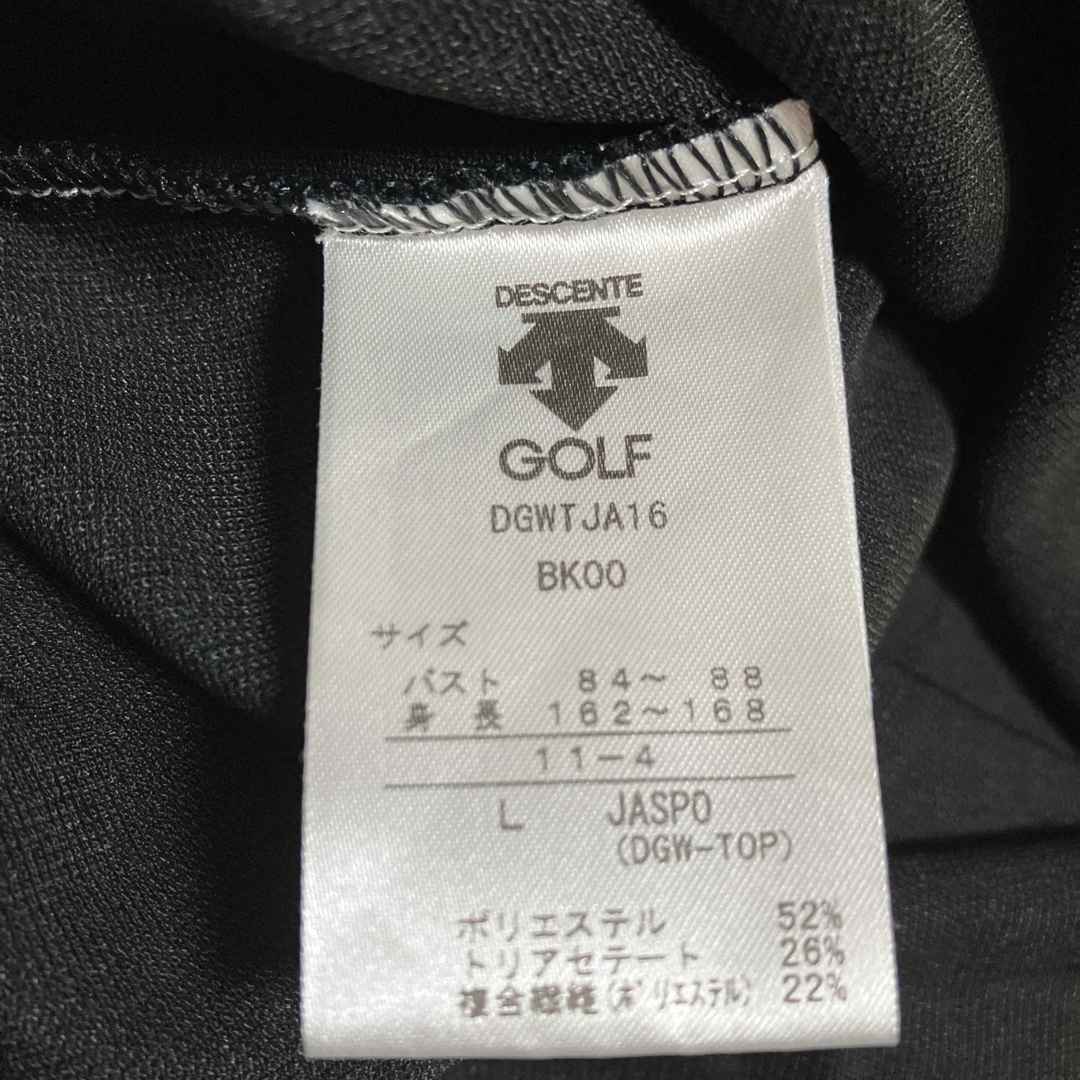 DESCENTE
GOLF
DGWTJA16
BK00
サイズ
バスト 84～ 88
身 長 162～168
11-4
L JASPO
(DGW-TOP)
ポリエステル 52%
トリアセテート 26%
複合繊維(ﾎﾟﾘｴｽﾃﾙ) 22%